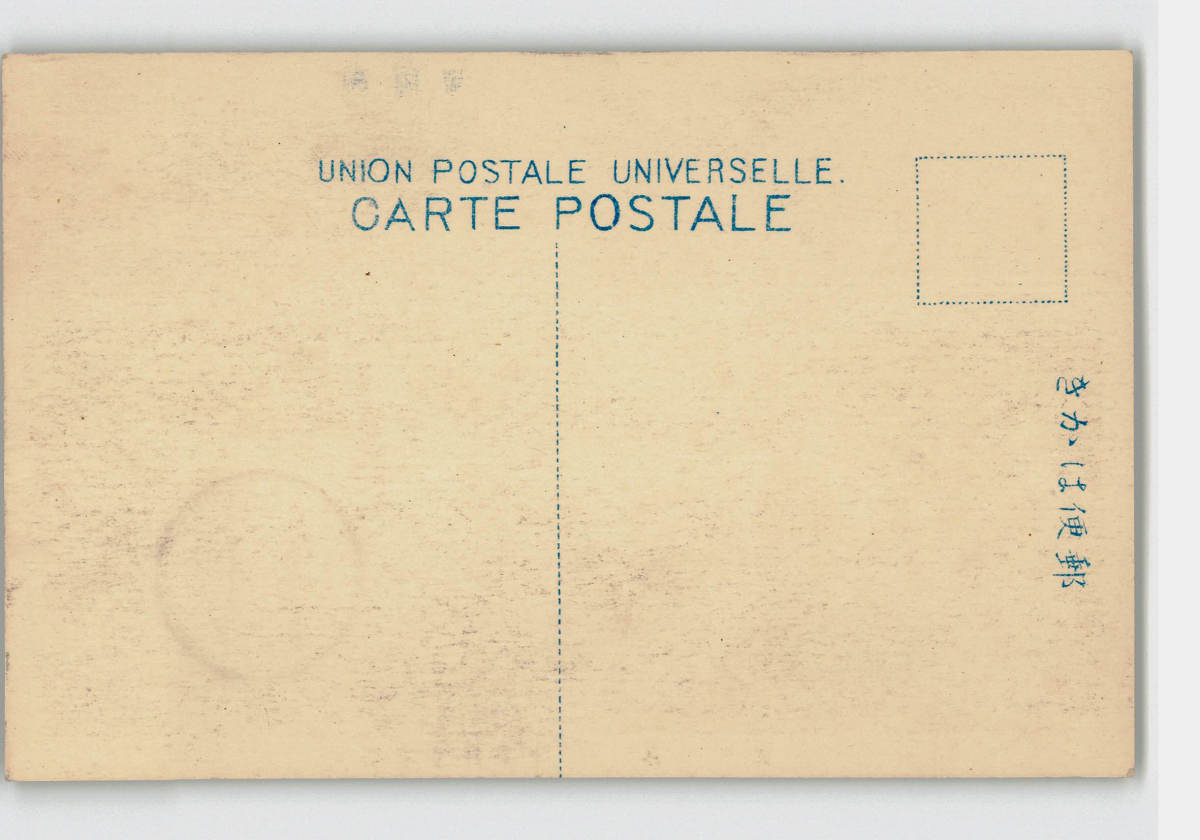 UNION POSTALE UNIVERSELLE.
CARTE POSTALE
きかは便郵